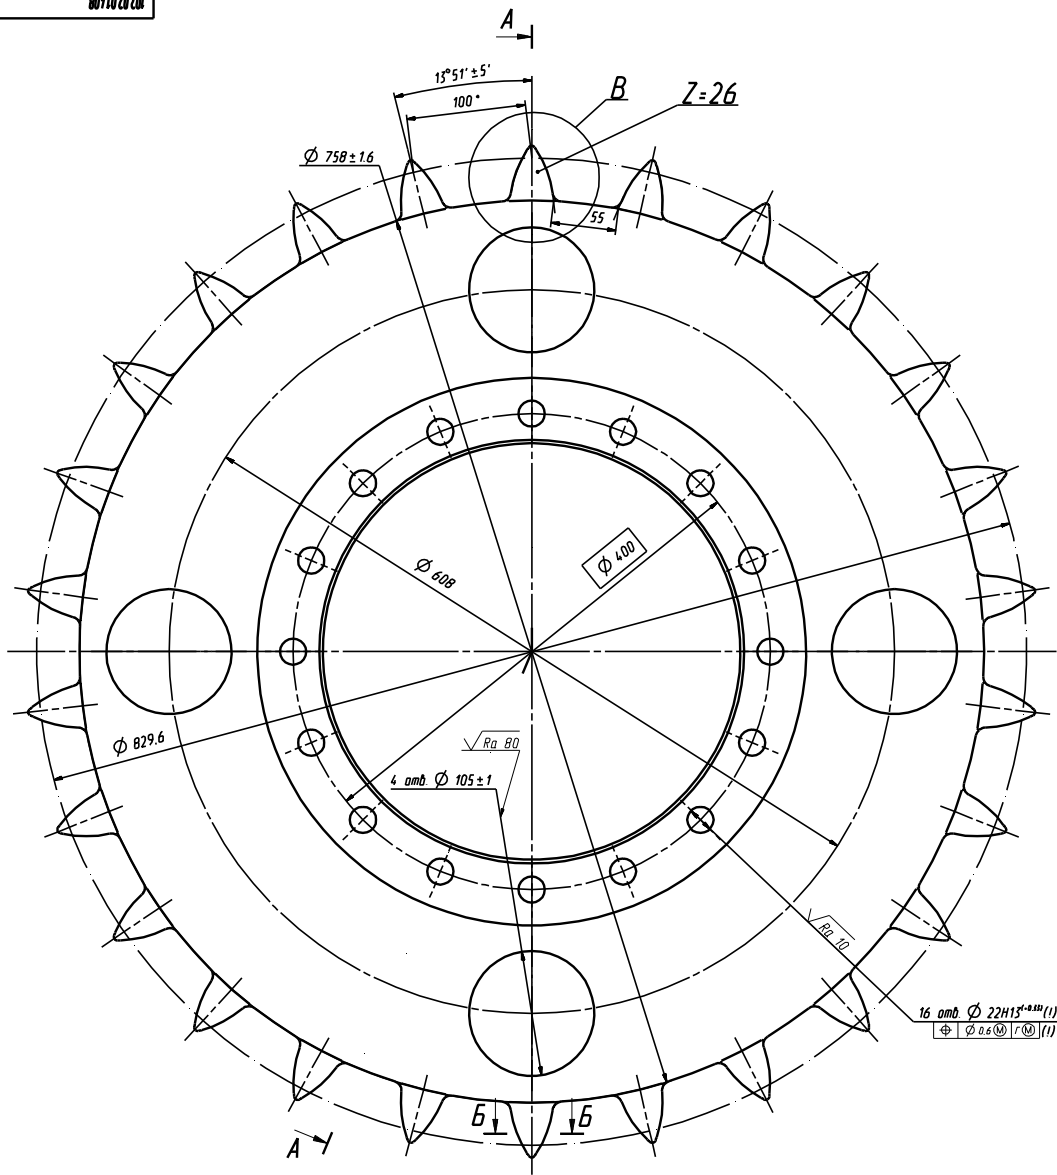 A
13°51'±5'
100*
B
Z=26
Ø 758±1.6
55
Ø 608
Ø 400
Ø 829.6
Ra 80
4 отв. Ø 105±1
Ra 10
16 отв. Ø 22H13 (!)
⌖ Ø 0.6 Ⓜ Г Ⓜ (!)
Б Б
A